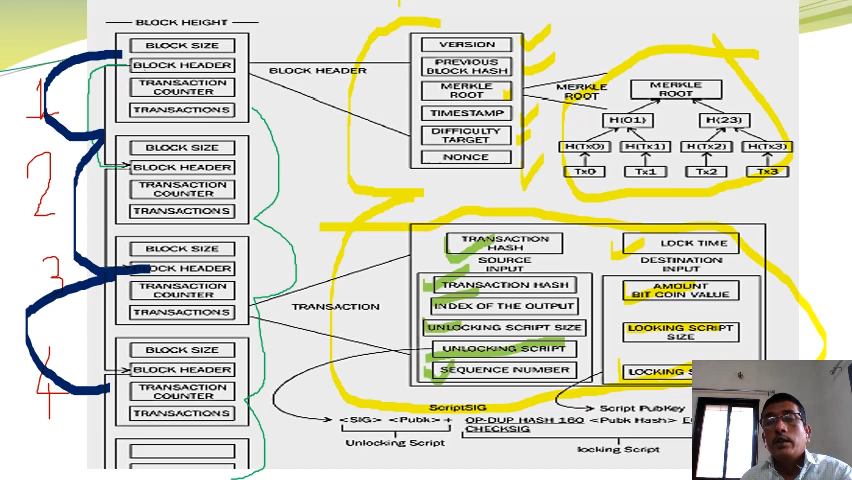 BLOCK HEIGHT
BLOCK SIZE
BLOCK HEADER
TRANSACTION
COUNTER
TRANSACTIONS
BLOCK SIZE
BLOCK HEADER
TRANSACTION
COUNTER
TRANSACTIONS
BLOCK SIZE
BLOCK HEADER
TRANSACTION
COUNTER
TRANSACTIONS
BLOCK SIZE
BLOCK HEADER
TRANSACTION
COUNTER
TRANSACTIONS
1
2
3
4
BLOCK HEADER
VERSION
PREVIOUS
BLOCK HASH
MERKLE
ROOT
TIMESTAMP
DIFFICULTY
TARGET
NONCE
MERKLE
ROOT
MERKLE
ROOT
H(01)
H(23)
H(Tx0)
H(Tx1)
H(Tx2)
H(Tx3)
Tx0
Tx1
Tx2
Tx3
TRANSACTION
TRANSACTION
HASH
SOURCE
INPUT
TRANSACTION HASH
INDEX OF THE OUTPUT
UNLOCKING SCRIPT SIZE
UNLOCKING SCRIPT
SEQUENCE NUMBER
LOCK TIME
DESTINATION
INPUT
AMOUNT
BIT COIN VALUE
LOOKING SCRIPT
SIZE
LOCKING
ScriptSIG
Script PubKey
<SIG> <Pubk> +
OP-DUP HASH 160 <Pubk Hash>
CHECKSIG
Unlocking Script
locking Script